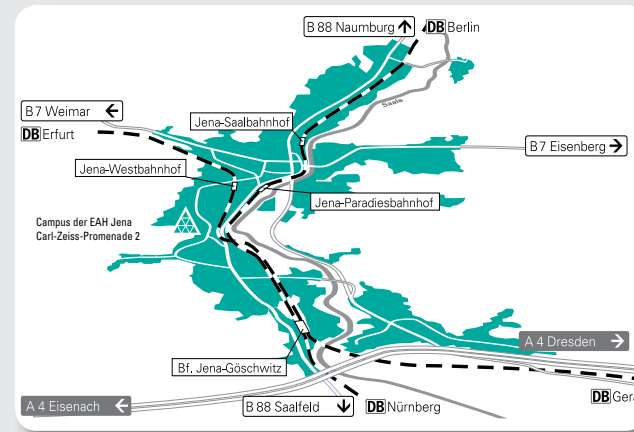 B 88 Naumburg ↑
DB Berlin
B 7 Weimar ←
Saale
DB Erfurt
Jena-Saalbahnhof
B 7 Eisenberg →
Jena-Westbahnhof
Jena-Paradiesbahnhof
Campus der EAH Jena
Carl-Zeiss-Promenade 2
A 4 Dresden →
Bf. Jena-Göschwitz
DB Gera
A 4 Eisenach ←
B 88 Saalfeld ↓
DB Nürnberg